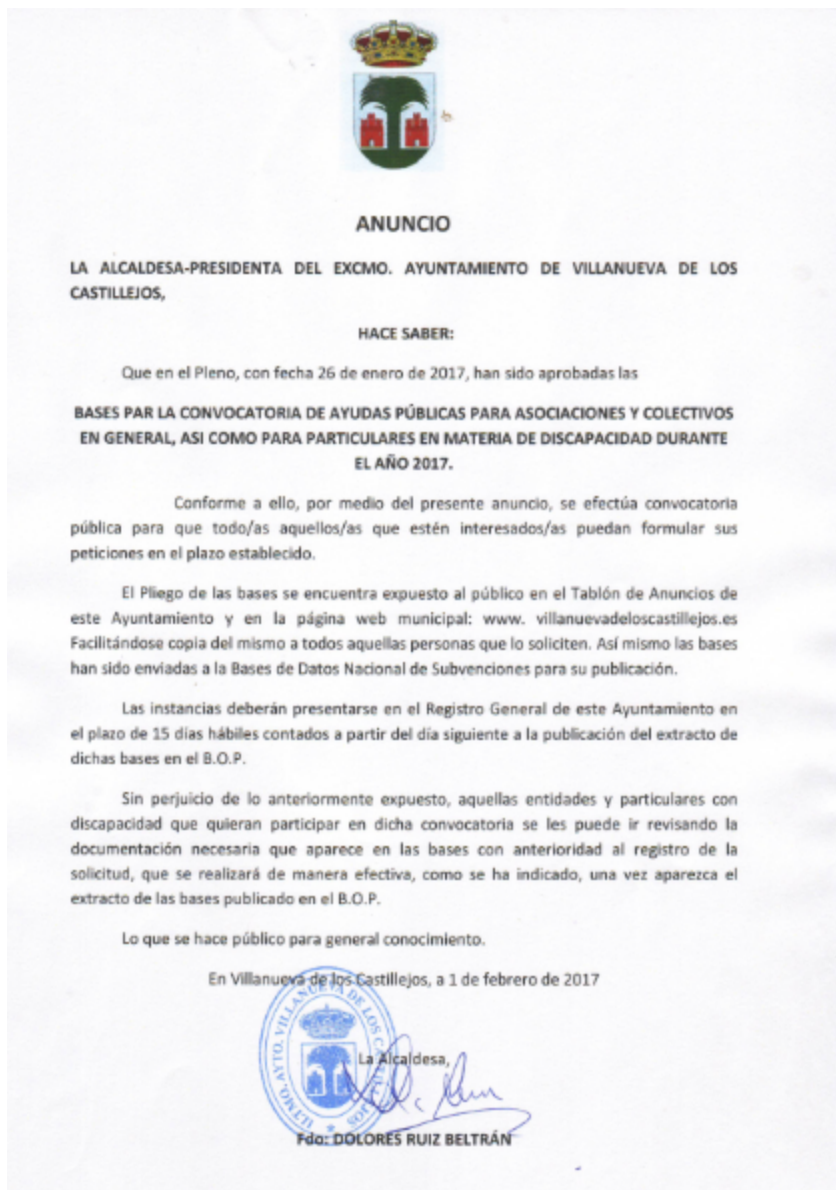 ANUNCIO
LA ALCALDESA-PRESIDENTA DEL EXCMO. AYUNTAMIENTO DE VILLANUEVA DE LOS
CASTILLEJOS,
HACE SABER:
Que en el Pleno, con fecha 26 de enero de 2017, han sido aprobadas las
BASES PAR LA CONVOCATORIA DE AYUDAS PÚBLICAS PARA ASOCIACIONES Y COLECTIVOS
EN GENERAL, ASI COMO PARA PARTICULARES EN MATERIA DE DISCAPACIDAD DURANTE
EL AÑO 2017.
Conforme a ello, por medio del presente anuncio, se efectúa convocatoria
pública para que todo/as aquellos/as que estén interesados/as puedan formular sus
peticiones en el plazo establecido.
El Pliego de las bases se encuentra expuesto al público en el Tablón de Anuncios de
este Ayuntamiento y en la página web municipal: www. villanuevadeloscastillejos.es
Facilitándose copia del mismo a todos aquellas personas que lo soliciten. Así mismo las bases
han sido enviadas a la Bases de Datos Nacional de Subvenciones para su publicación.
Las instancias deberán presentarse en el Registro General de este Ayuntamiento en
el plazo de 15 días hábiles contados a partir del día siguiente a la publicación del extracto de
dichas bases en el B.O.P.
Sin perjuicio de lo anteriormente expuesto, aquellas entidades y particulares con
discapacidad que quieran participar en dicha convocatoria se les puede ir revisando la
documentación necesaria que aparece en las bases con anterioridad al registro de la
solicitud, que se realizará de manera efectiva, como se ha indicado, una vez aparezca el
extracto de las bases publicado en el B.O.P.
Lo que se hace público para general conocimiento.
En Villanueva de los Castillejos, a 1 de febrero de 2017
ILTMO. AYTO. VILLANUEVA DE LOS CASTILLEJOS
La Alcaldesa,
Fdo: DOLORES RUIZ BELTRÁN